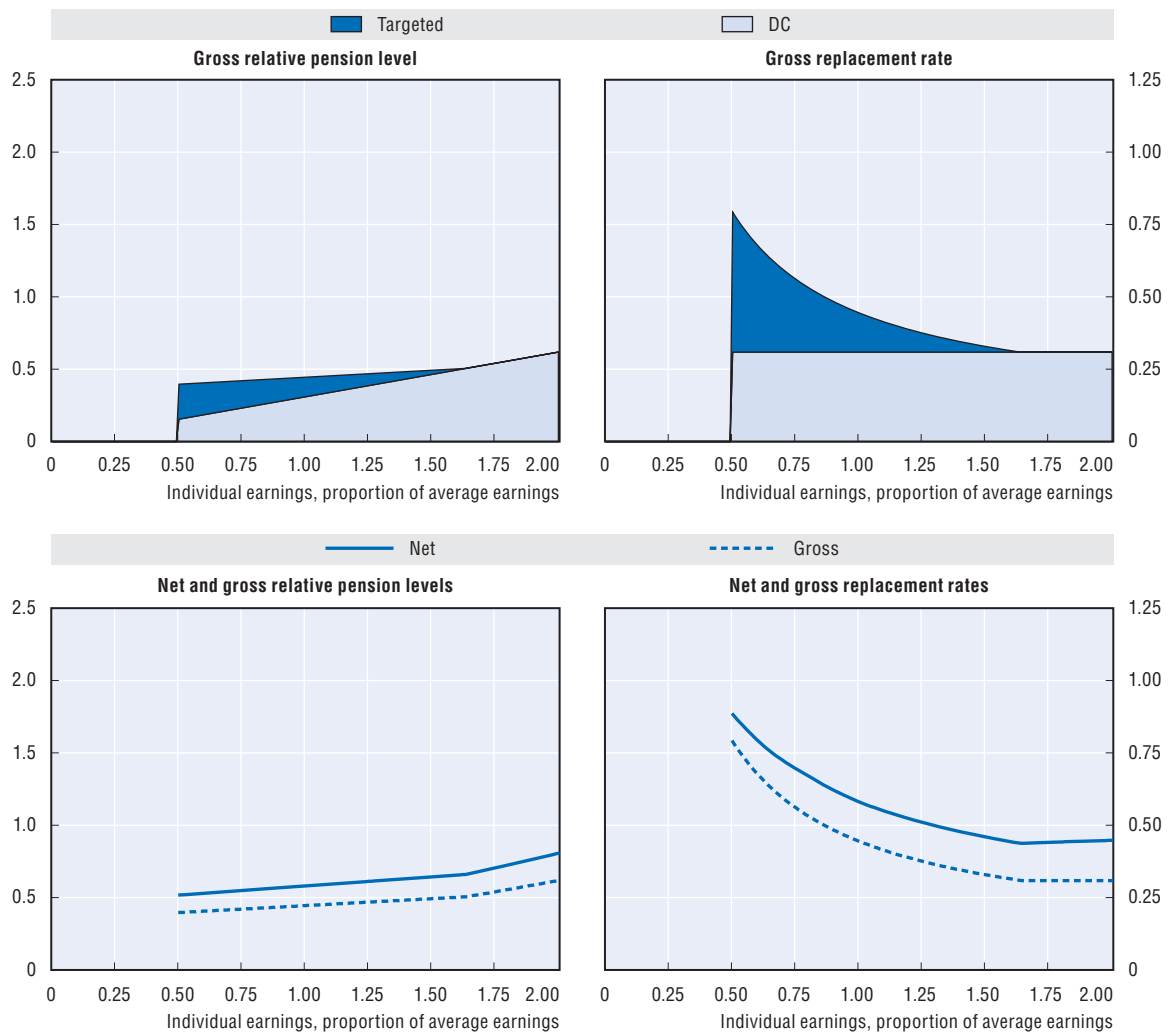 Targeted DC
Gross relative pension level
Gross replacement rate
2.5
2.0
1.5
1.0
0.5
0
0 0.25 0.50 0.75 1.00 1.25 1.50 1.75 2.00
Individual earnings, proportion of average earnings
1.25
1.00
0.75
0.50
0.25
0
0 0.25 0.50 0.75 1.00 1.25 1.50 1.75 2.00
Individual earnings, proportion of average earnings
Net Gross
Net and gross relative pension levels
Net and gross replacement rates
2.5
2.0
1.5
1.0
0.5
0
0 0.25 0.50 0.75 1.00 1.25 1.50 1.75 2.00
Individual earnings, proportion of average earnings
1.25
1.00
0.75
0.50
0.25
0
0 0.25 0.50 0.75 1.00 1.25 1.50 1.75 2.00
Individual earnings, proportion of average earnings